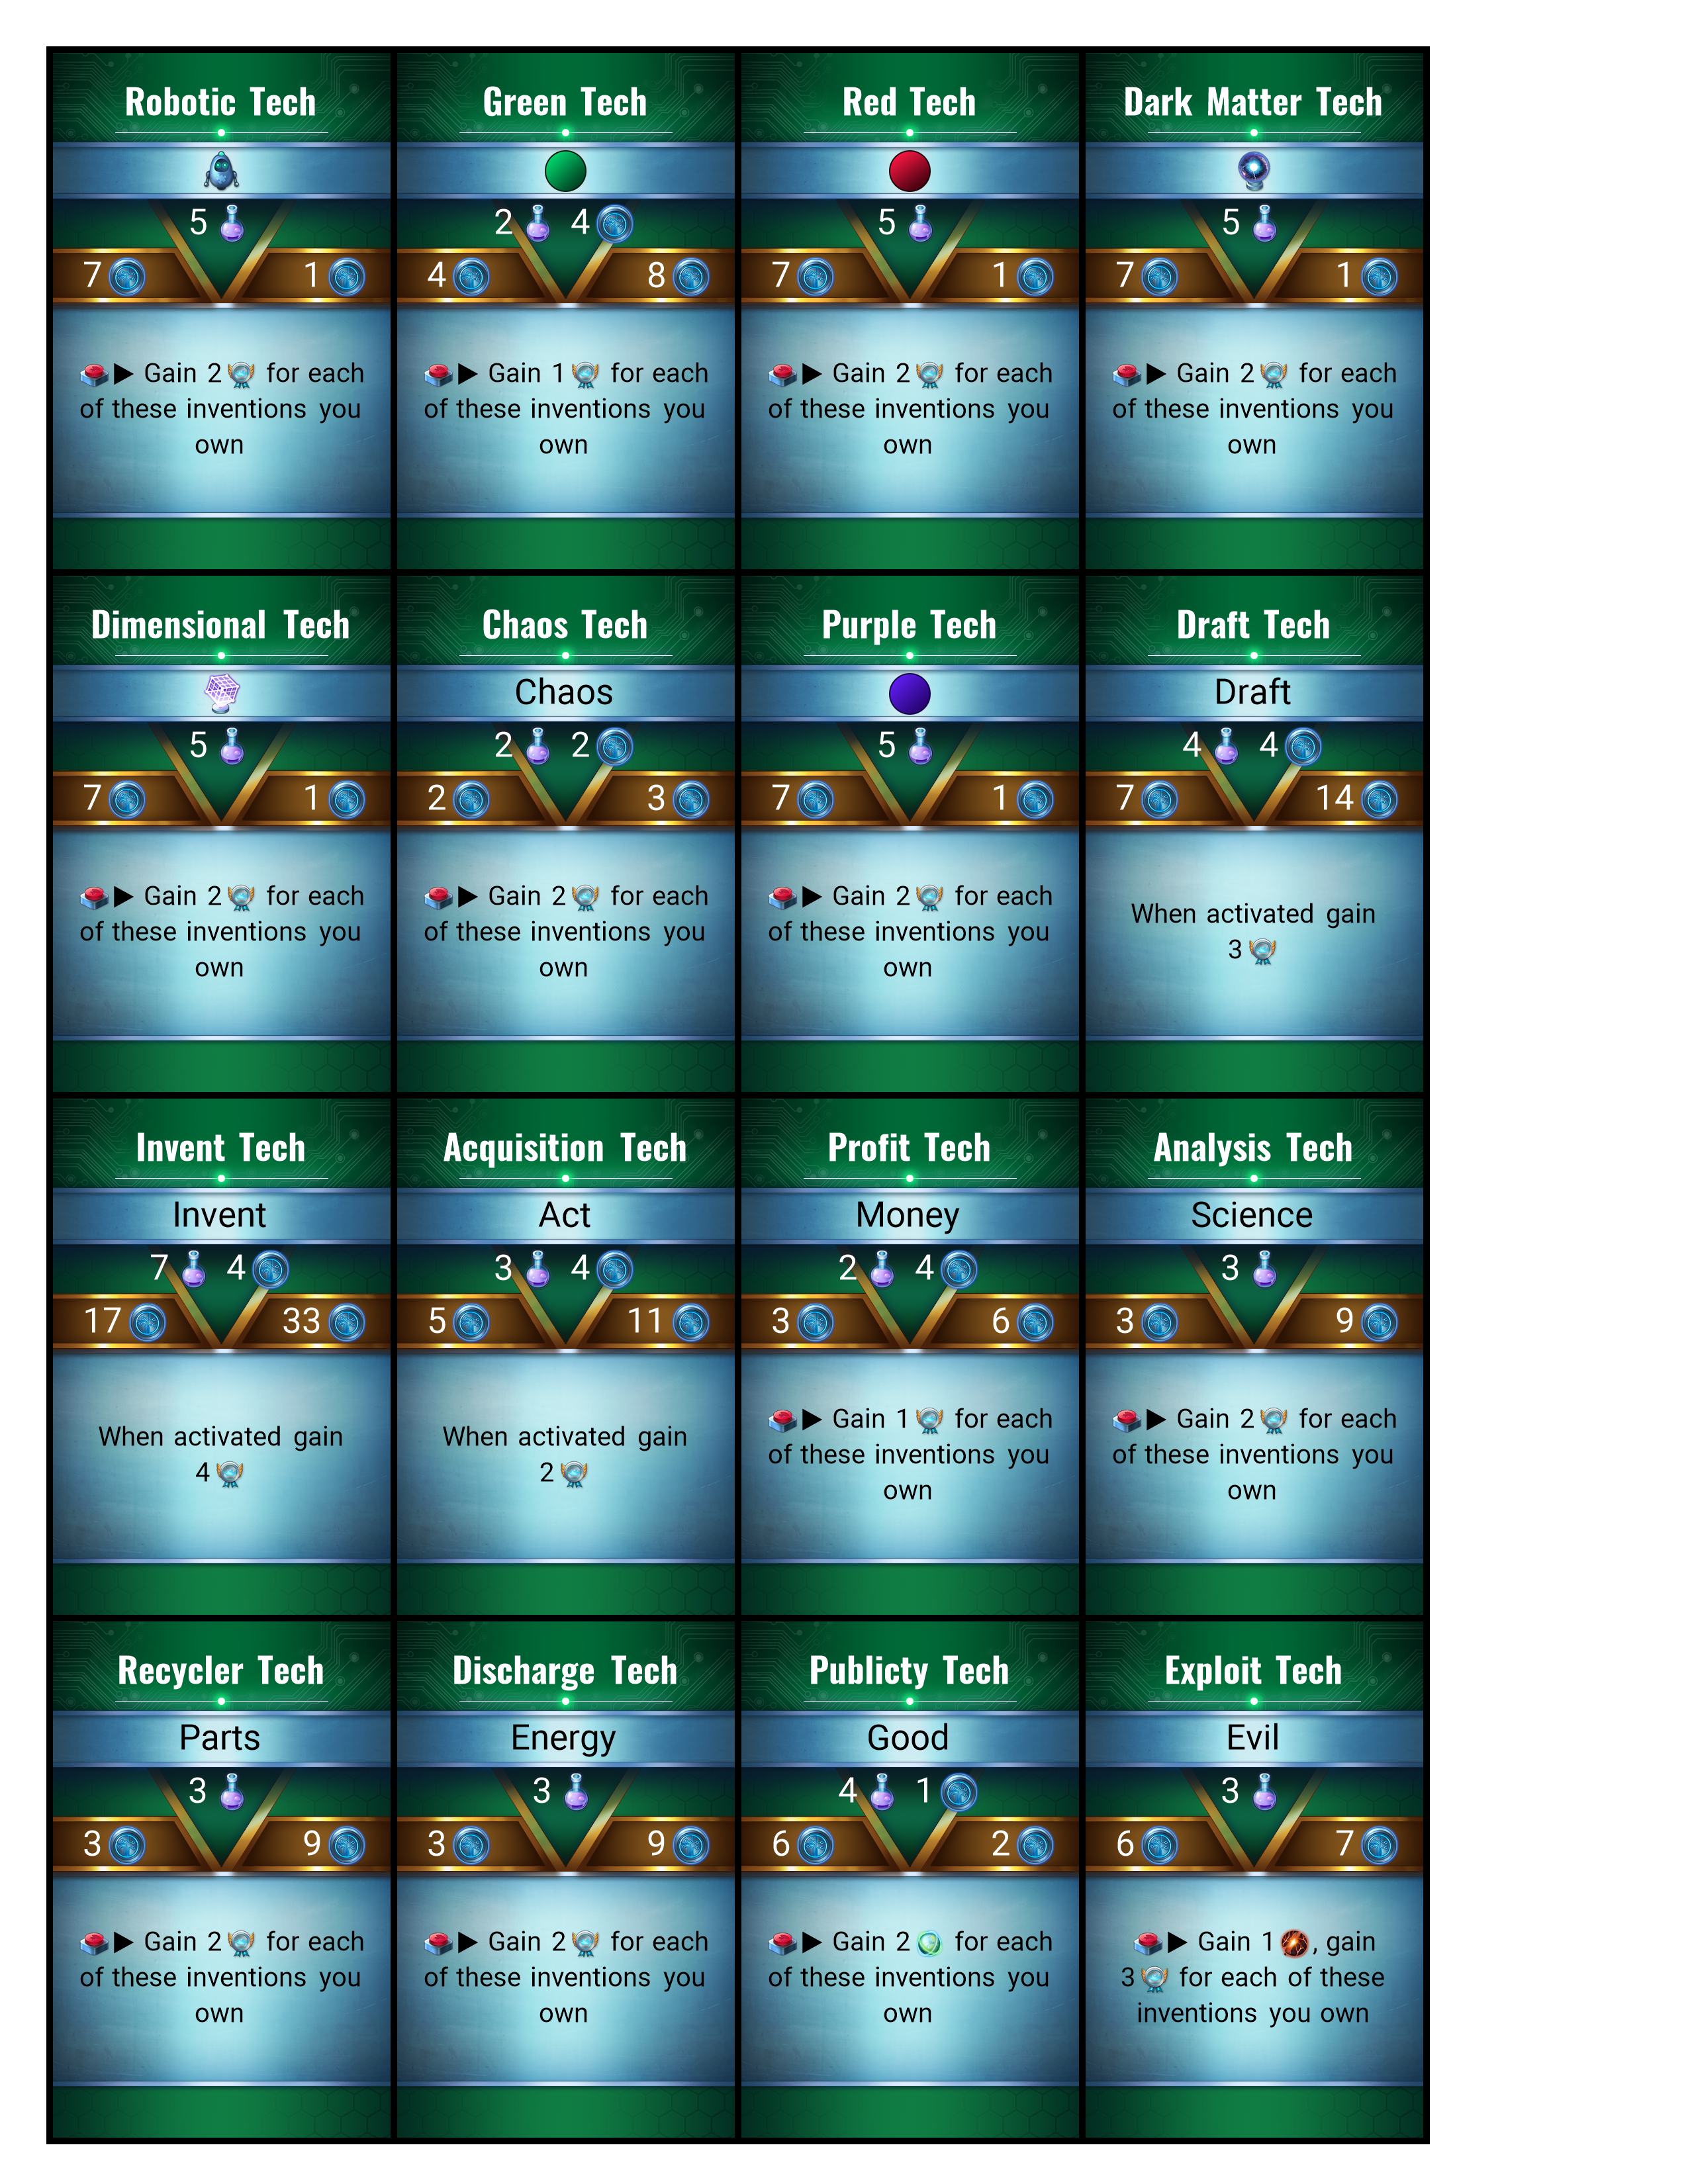 Robotic Tech
5
7 1
▶ Gain 2 for each
of these inventions you
own
Green Tech
2 4
4 8
▶ Gain 1 for each
of these inventions you
own
Red Tech
5
7 1
▶ Gain 2 for each
of these inventions you
own
Dark Matter Tech
5
7 1
▶ Gain 2 for each
of these inventions you
own
Dimensional Tech
5
7 1
▶ Gain 2 for each
of these inventions you
own
Chaos Tech
Chaos
2 2
2 3
▶ Gain 2 for each
of these inventions you
own
Purple Tech
5
7 1
▶ Gain 2 for each
of these inventions you
own
Draft Tech
Draft
4 4
7 14
When activated gain
3
Invent Tech
Invent
7 4
17 33
When activated gain
4
Acquisition Tech
Act
3 4
5 11
When activated gain
2
Profit Tech
Money
2 4
3 6
▶ Gain 1 for each
of these inventions you
own
Analysis Tech
Science
3
3 9
▶ Gain 2 for each
of these inventions you
own
Recycler Tech
Parts
3
3 9
▶ Gain 2 for each
of these inventions you
own
Discharge Tech
Energy
3
3 9
▶ Gain 2 for each
of these inventions you
own
Publicty Tech
Good
4 1
6 2
▶ Gain 2 for each
of these inventions you
own
Exploit Tech
Evil
3
6 7
▶ Gain 1 , gain
3 for each of these
inventions you own